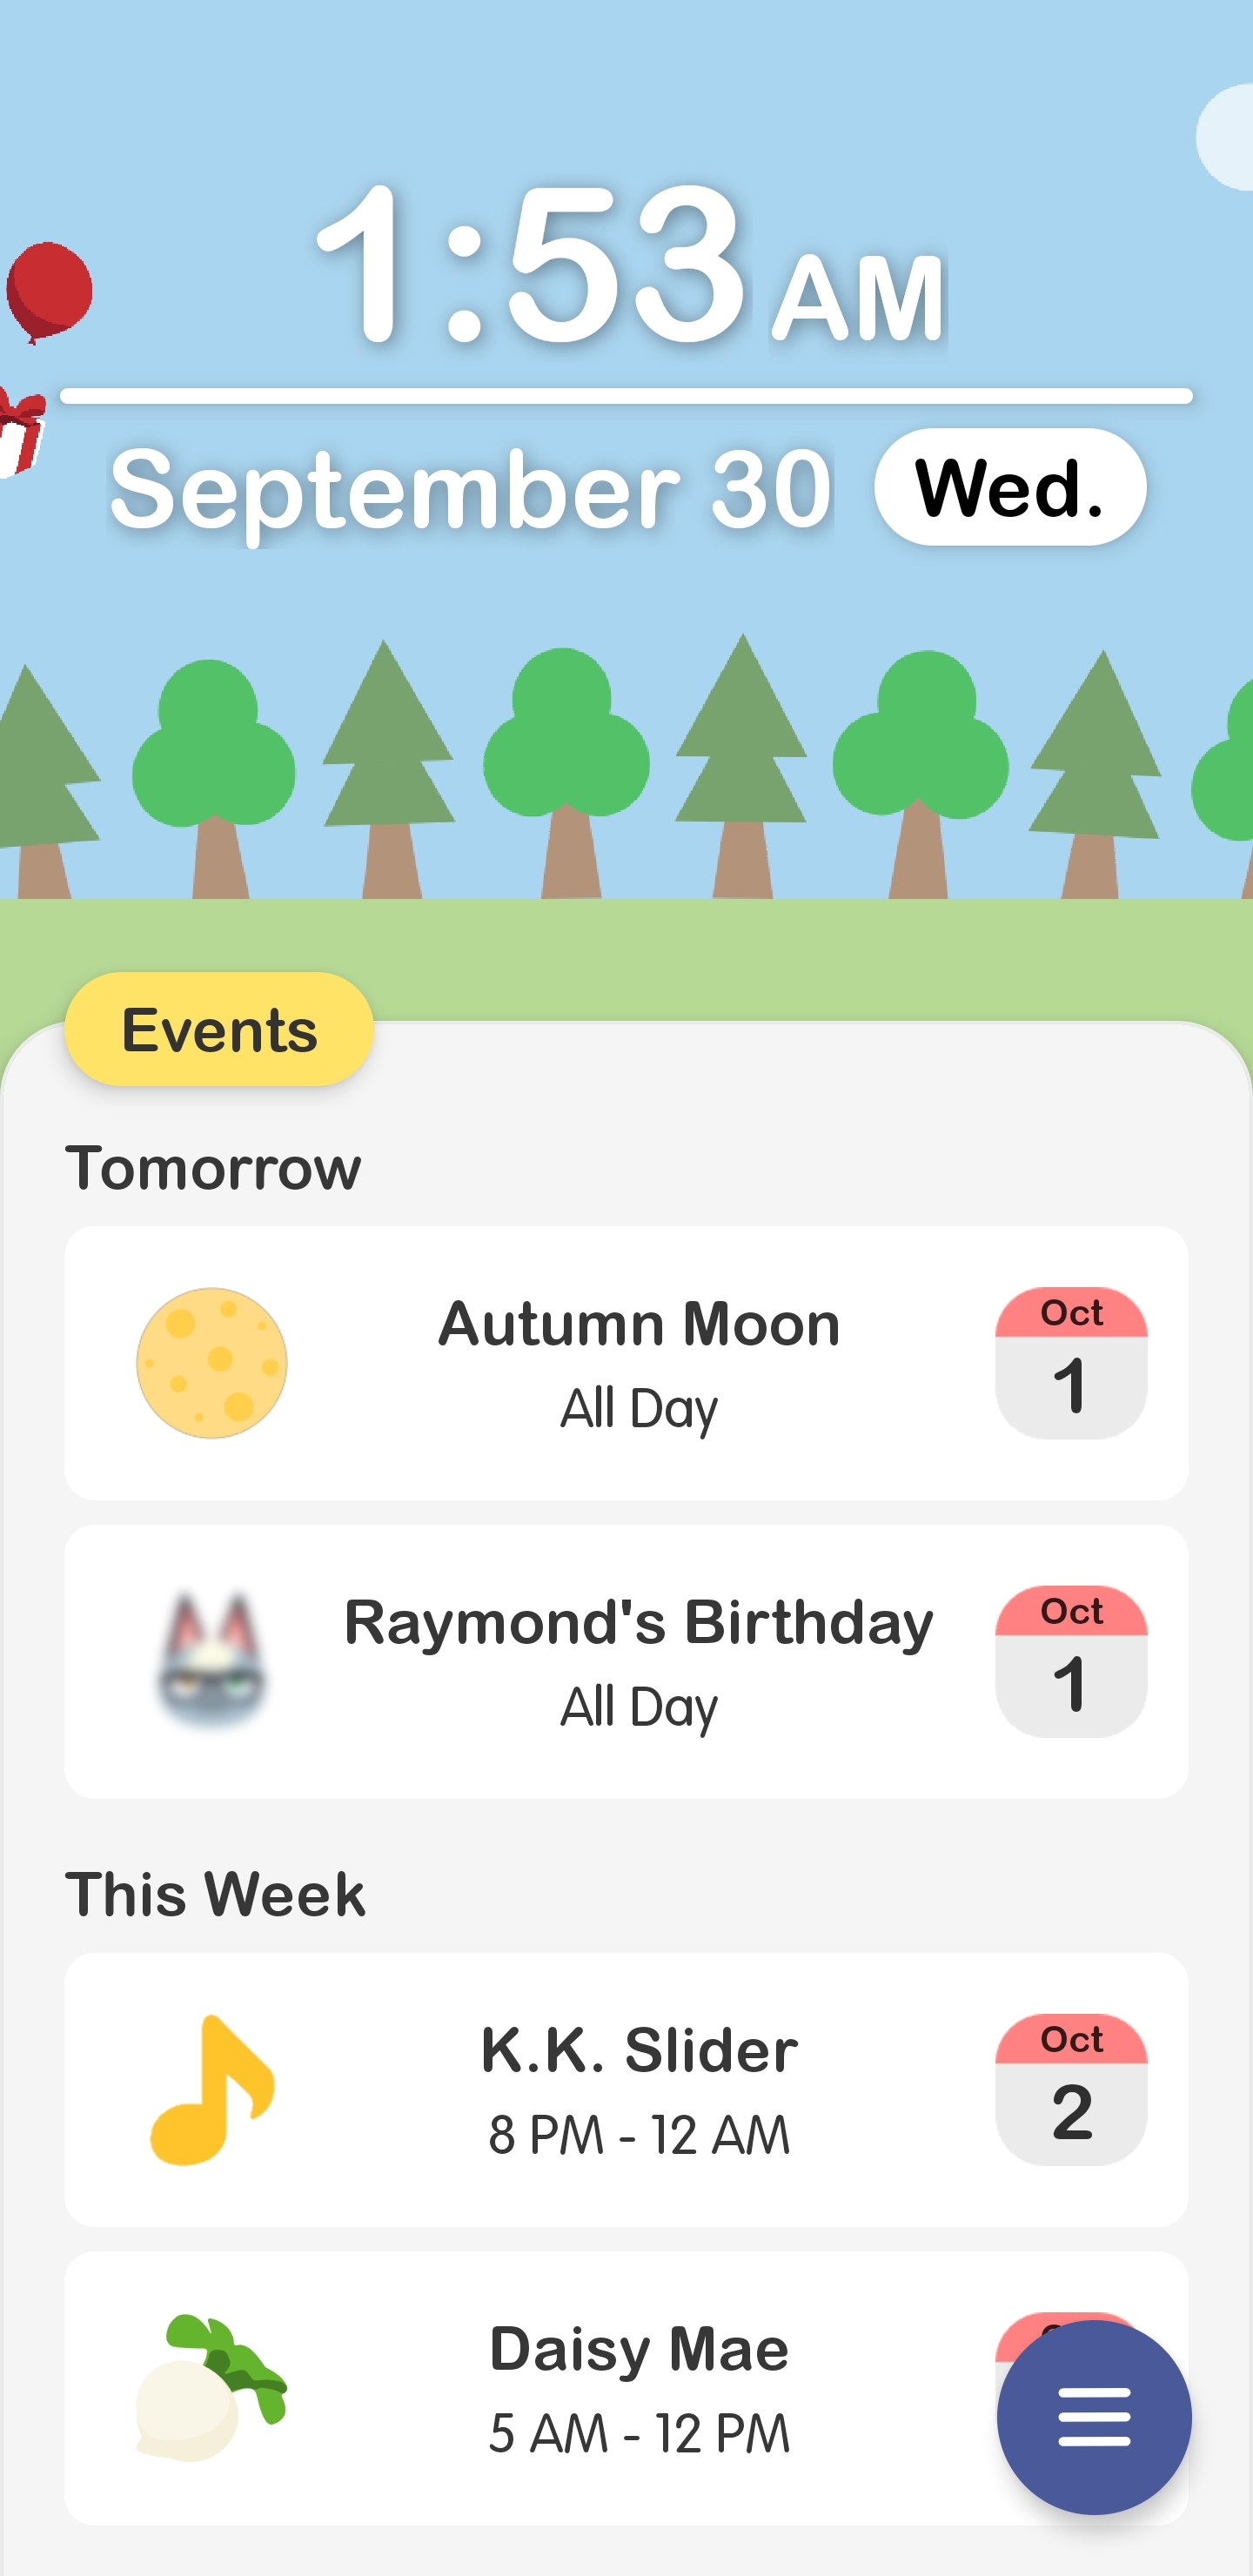 1:53 AM
September 30 Wed.
Events
Tomorrow
Autumn Moon
All Day
Oct
1
Raymond's Birthday
All Day
Oct
1
This Week
K.K. Slider
8 PM - 12 AM
Oct
2
Daisy Mae
5 AM - 12 PM